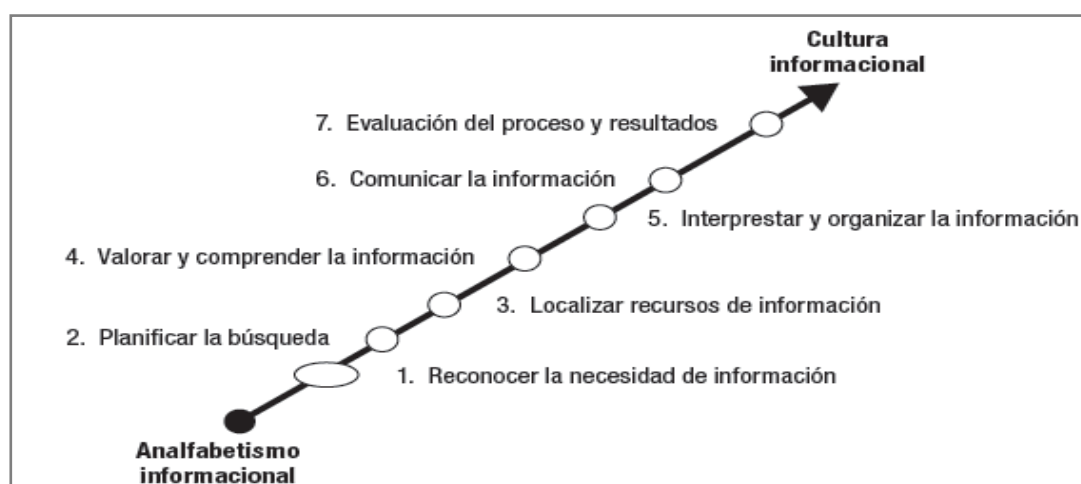 Cultura
informacional
7. Evaluación del proceso y resultados
6. Comunicar la información
5. Interprestar y organizar la información
4. Valorar y comprender la información
3. Localizar recursos de información
2. Planificar la búsqueda
1. Reconocer la necesidad de información
Analfabetismo
informacional